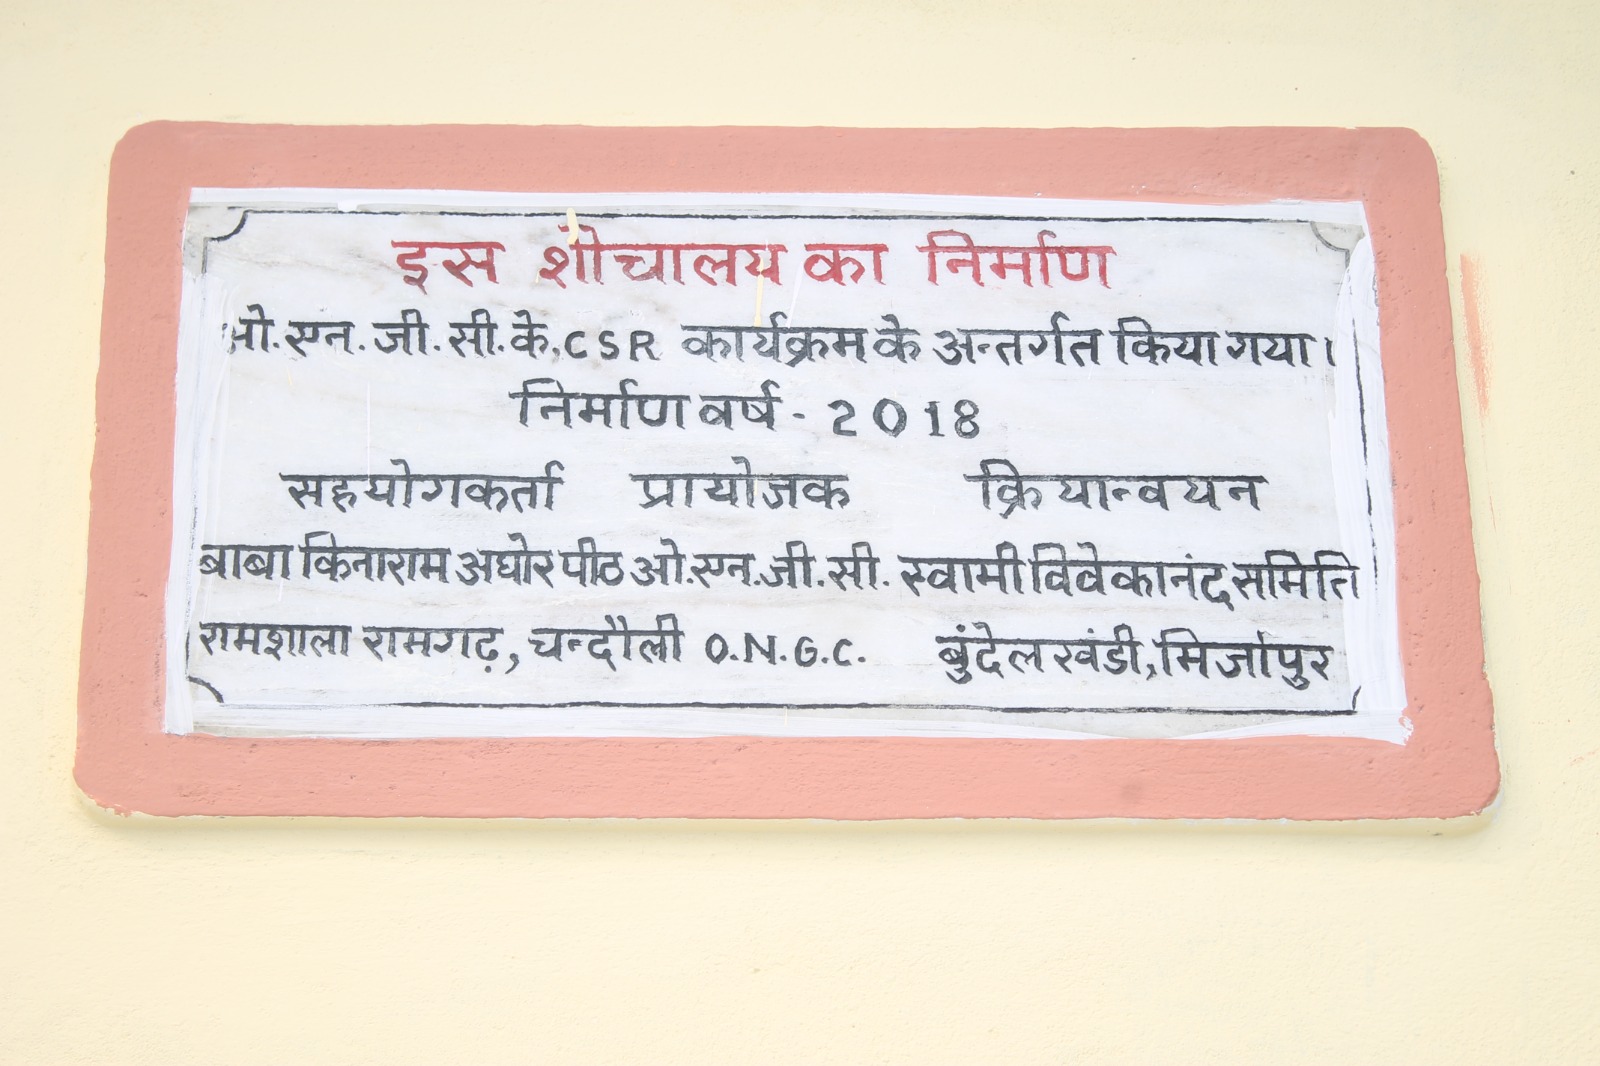 इस शौचालय का निर्माण
ओ.एन.जी.सी.के.CSR कार्यक्रम के अन्तर्गत किया गया।
निर्माण वर्ष - 2018
सहयोगकर्ता प्रायोजक क्रियान्वयन
बाबा किनाराम अघोर पीठ ओ.एन.जी.सी. स्वामी विवेकानंद समिति
रामशाला रामगढ़, चन्दौली O.N.G.C. बुंदेलखंडी, मिर्जापुर